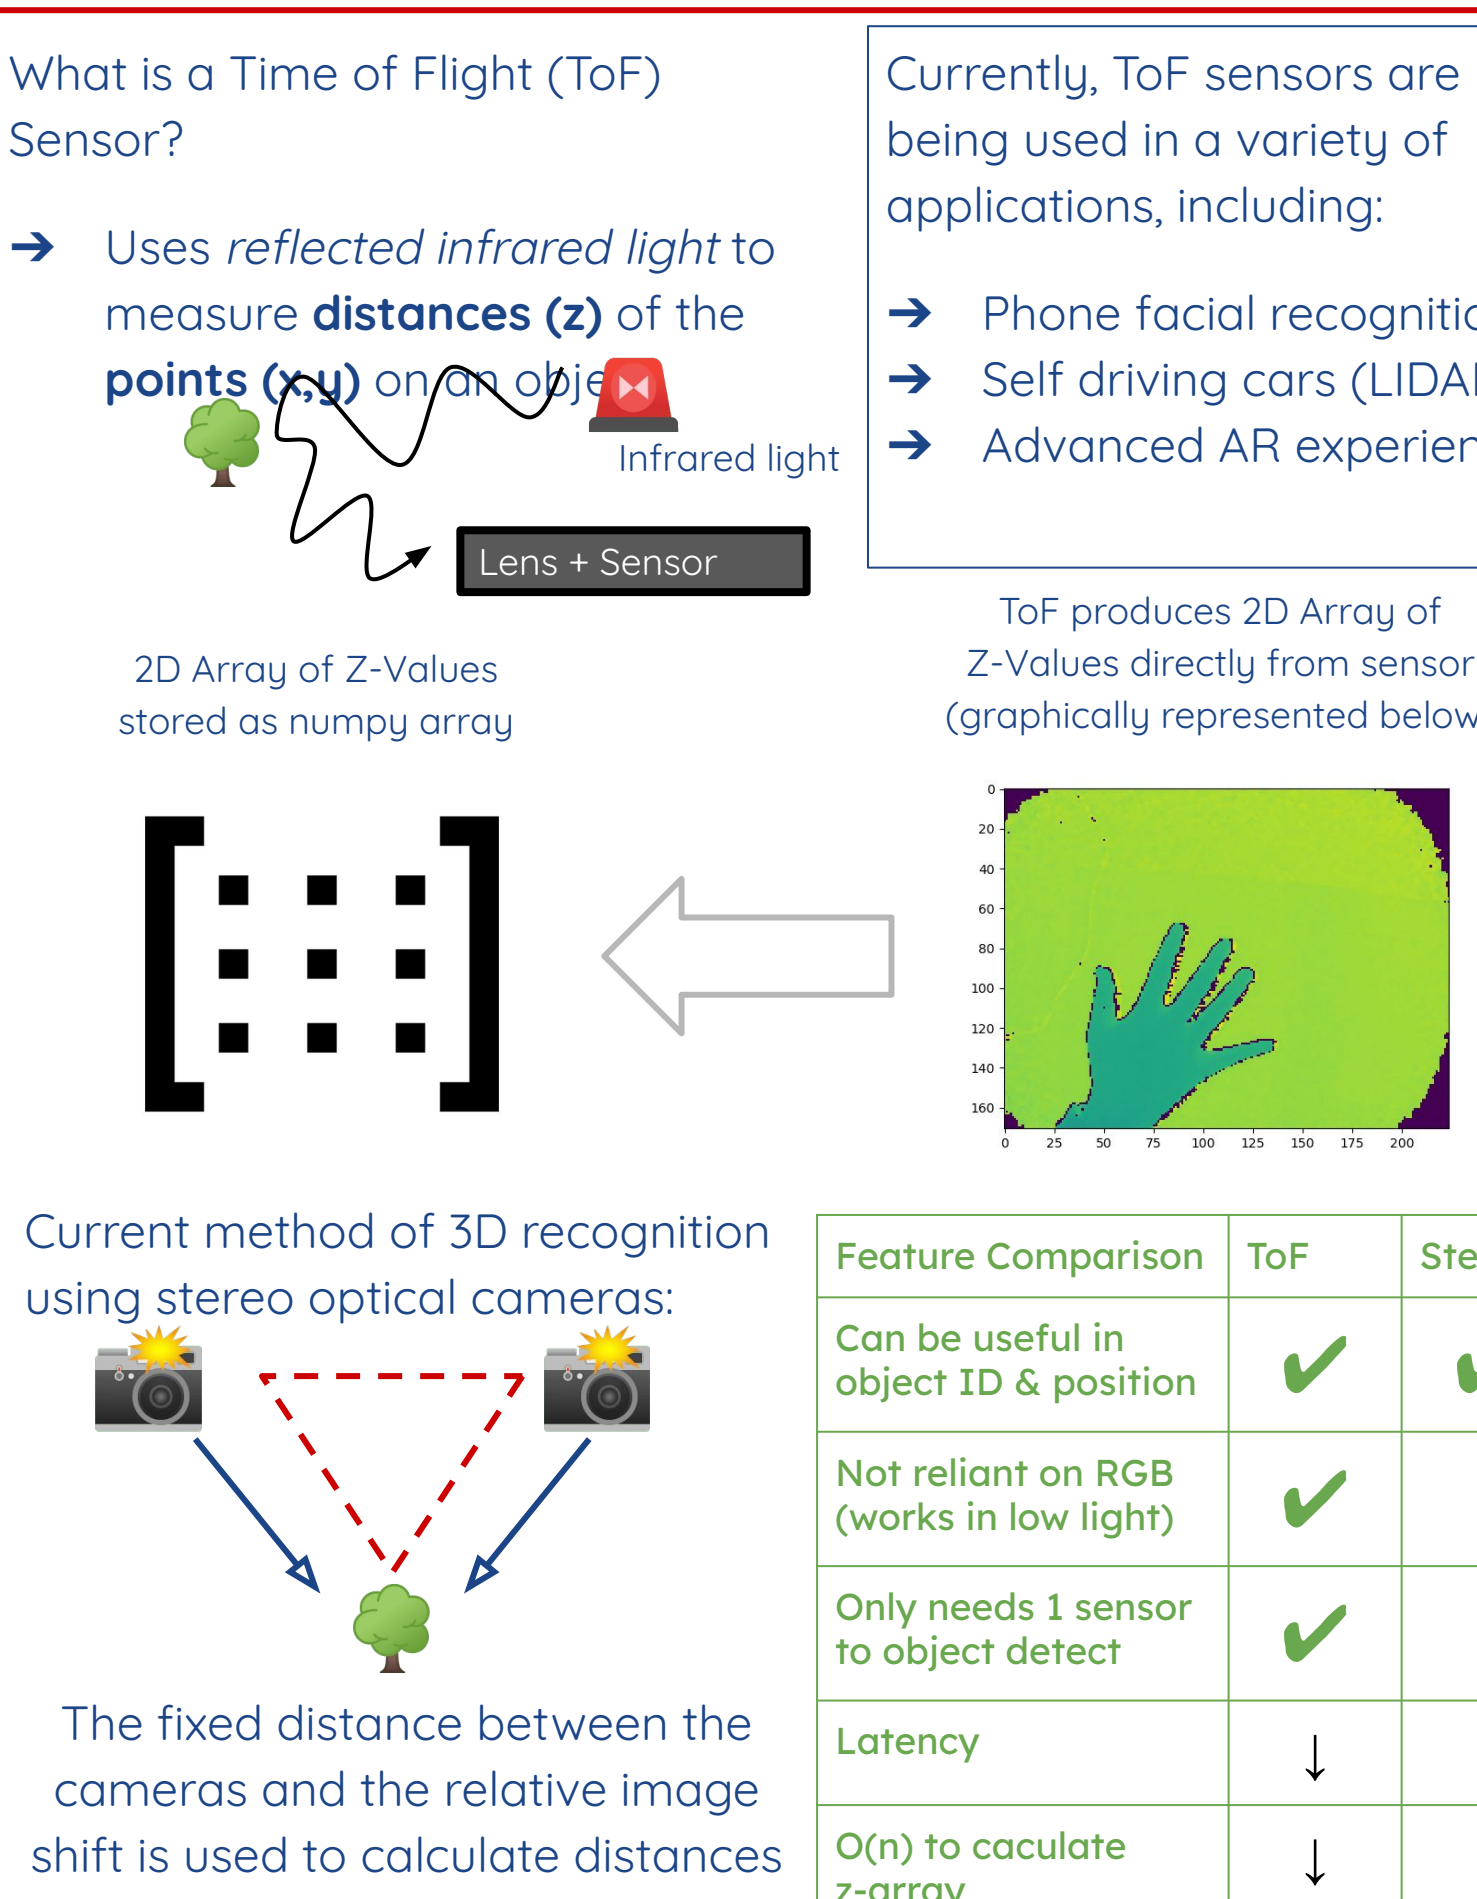 What is a Time of Flight (ToF)
Sensor?
➔ Uses reflected infrared light to
measure distances (z) of the
points (x,y) on an obje
Infrared light
Lens + Sensor
Currently, ToF sensors are
being used in a variety of
applications, including:
➔ Phone facial recognitio
➔ Self driving cars (LIDA
➔ Advanced AR experien
2D Array of Z-Values
stored as numpy array
ToF produces 2D Array of
Z-Values directly from sensor
(graphically represented below
0
20
40
60
80
100
120
140
160
0 25 50 75 100 125 150 175 200
Current method of 3D recognition
using stereo optical cameras:
The fixed distance between the
cameras and the relative image
shift is used to calculate distances
Feature Comparison ToF Ste
Can be useful in
object ID & position ✔ ✔
Not reliant on RGB
(works in low light) ✔
Only needs 1 sensor
to object detect ✔
Latency ↓
O(n) to caculate
z-array ↓